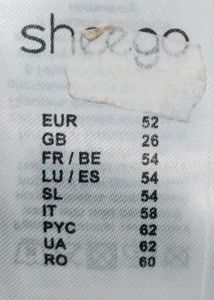 sheego
EUR 52
GB 26
FR / BE 54
LU / ES 54
SL 54
IT 58
PYC 62
UA 62
RO 60